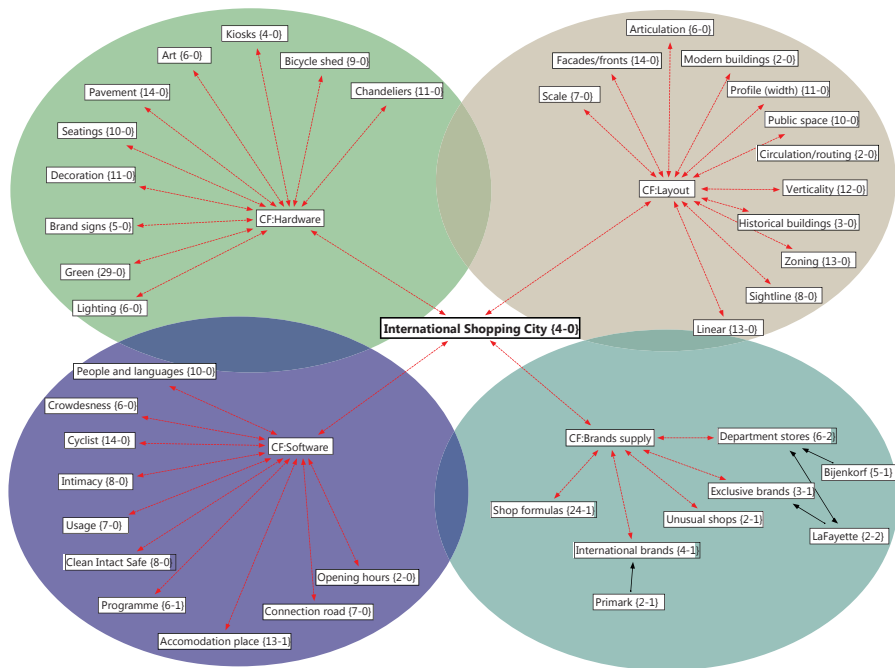 Kiosks {4-0}
Art {6-0}
Bicycle shed {9-0}
Pavement {14-0}
Chandeliers {11-0}
Seatings {10-0}
Decoration {11-0}
CF:Hardware
Brand signs {5-0}
Green {29-0}
Lighting {6-0}
Articulation {6-0}
Facades/fronts {14-0}
Modern buildings {2-0}
Scale {7-0}
Profile (width) {11-0}
Public space {10-0}
Circulation/routing {2-0}
CF:Layout
Verticality {12-0}
Historical buildings {3-0}
Zoning {13-0}
Sightline {8-0}
Linear {13-0}
International Shopping City {4-0}
People and languages {10-0}
Crowdesness {6-0}
Cyclist {14-0}
CF:Software
Intimacy {8-0}
Usage {7-0}
Clean Intact Safe {8-0}
Opening hours {2-0}
Programme {6-1}
Connection road {7-0}
Accomodation place {13-1}
CF:Brands supply
Department stores {6-2}
Bijenkorf {5-1}
Exclusive brands {3-1}
Shop formulas {24-1}
Unusual shops {2-1}
LaFayette {2-2}
International brands {4-1}
Primark {2-1}